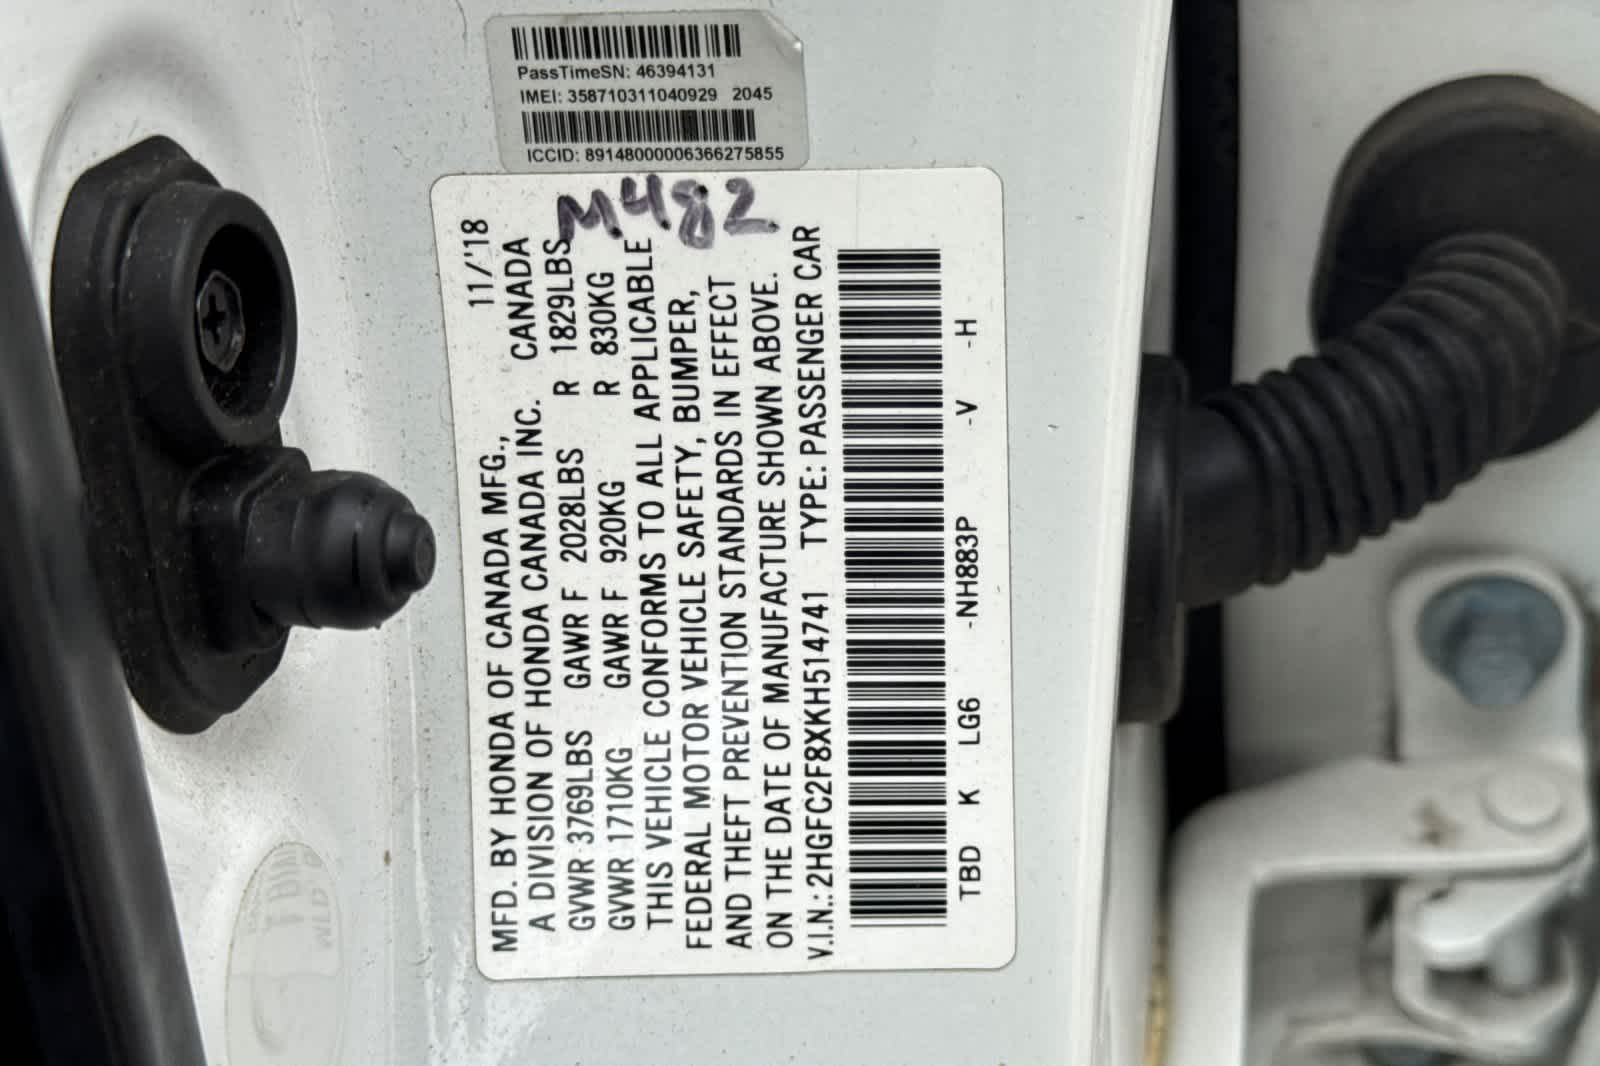 PassTimeSN: 46394131
IMEI: 358710311040929 2045
ICCID: 89148000006366275855
M482
11/'18
MFD. BY HONDA OF CANADA MFG.,
A DIVISION OF HONDA CANADA INC. CANADA
GVWR 3769LBS GAWR F 2028LBS R 1829LBS
GVWR 1710KG GAWR F 920KG R 830KG
THIS VEHICLE CONFORMS TO ALL APPLICABLE
FEDERAL MOTOR VEHICLE SAFETY, BUMPER,
AND THEFT PREVENTION STANDARDS IN EFFECT
ON THE DATE OF MANUFACTURE SHOWN ABOVE.
V.I.N.: 2HGFC2F8XKH514741 TYPE: PASSENGER CAR
TBD K LG6 -NH883P -V -H